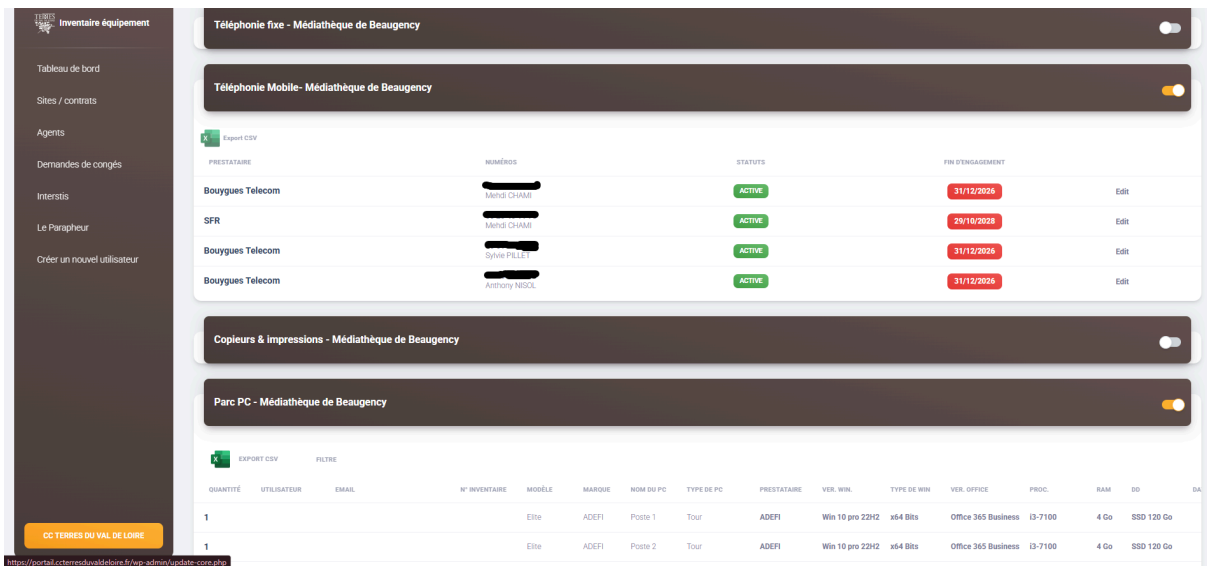 TERRES
Inventaire équipement
Tableau de bord
Sites / contrats
Agents
Demandes de congés
Interstis
Le Parapheur
Créer un nouvel utilisateur
CC TERRES DU VAL DE LOIRE
https://portail.ccterresduvaldeloire.fr/wp-admin/update-core.php
Téléphonie fixe - Médiathèque de Beaugency
Téléphonie Mobile- Médiathèque de Beaugency
Export CSV
PRESTATAIRE NUMÉROS STATUTS FIN D'ENGAGEMENT
Bouygues Telecom Mehdi CHAMI ACTIVE 31/12/2026 Edit
SFR Mehdi CHAMI ACTIVE 29/10/2028 Edit
Bouygues Telecom Sylvie PILLET ACTIVE 31/12/2026 Edit
Bouygues Telecom Anthony NISOL ACTIVE 31/12/2026 Edit
Copieurs & impressions - Médiathèque de Beaugency
Parc PC - Médiathèque de Beaugency
EXPORT CSV FILTRE
QUANTITÉ UTILISATEUR EMAIL N° INVENTAIRE MODÈLE MARQUE NOM DU PC TYPE DE PC PRESTATAIRE VER. WIN. TYPE DE WIN VER. OFFICE PROC. RAM DD DA
1 Elite ADEFI Poste 1 Tour ADEFI Win 10 pro 22H2 x64 Bits Office 365 Business i3-7100 4 Go SSD 120 Go
1 Elite ADEFI Poste 2 Tour ADEFI Win 10 pro 22H2 x64 Bits Office 365 Business i3-7100 4 Go SSD 120 Go